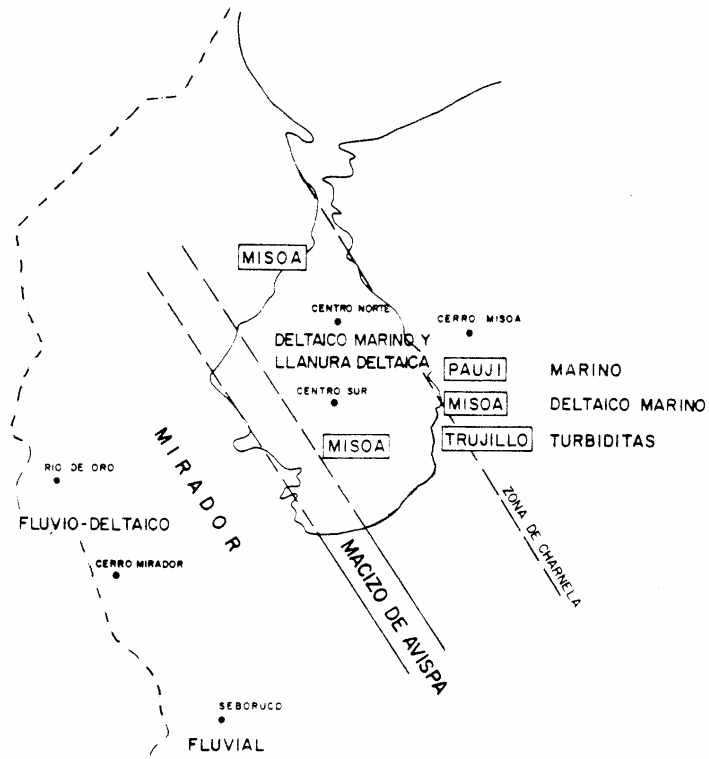 MISOA
CENTRO NORTE
CERRO MISOA
DELTAICO MARINO Y
LLANURA DELTAICA
PAUJI MARINO
CENTRO SUR
MISOA DELTAICO MARINO
MISOA
TRUJILLO TURBIDITAS
MIRADOR
RIO DE ORO
ZONA DE CHARNELA
FLUVIO-DELTAICO
MACIZO DE AVISPA
CERRO MIRADOR
SEBORUCO
FLUVIAL